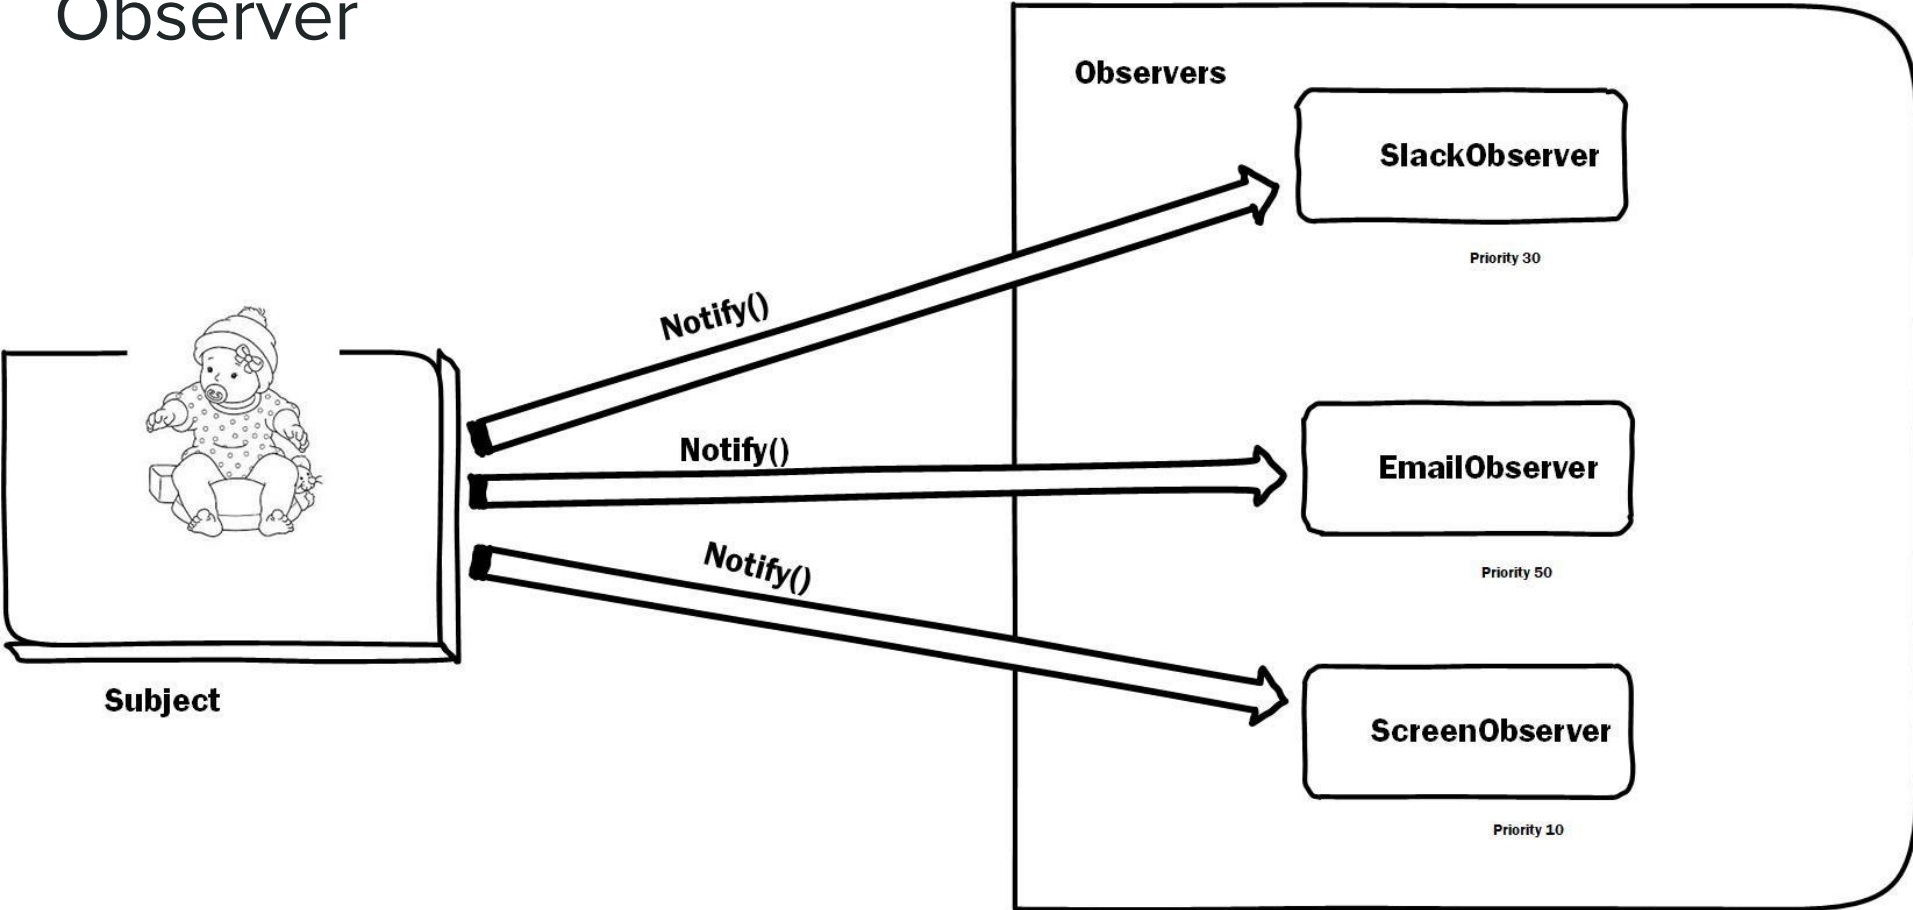 Observer
Observers
SlackObserver
Priority 30
Notify()
Notify()
EmailObserver
Priority 50
Notify()
Subject
ScreenObserver
Priority 10